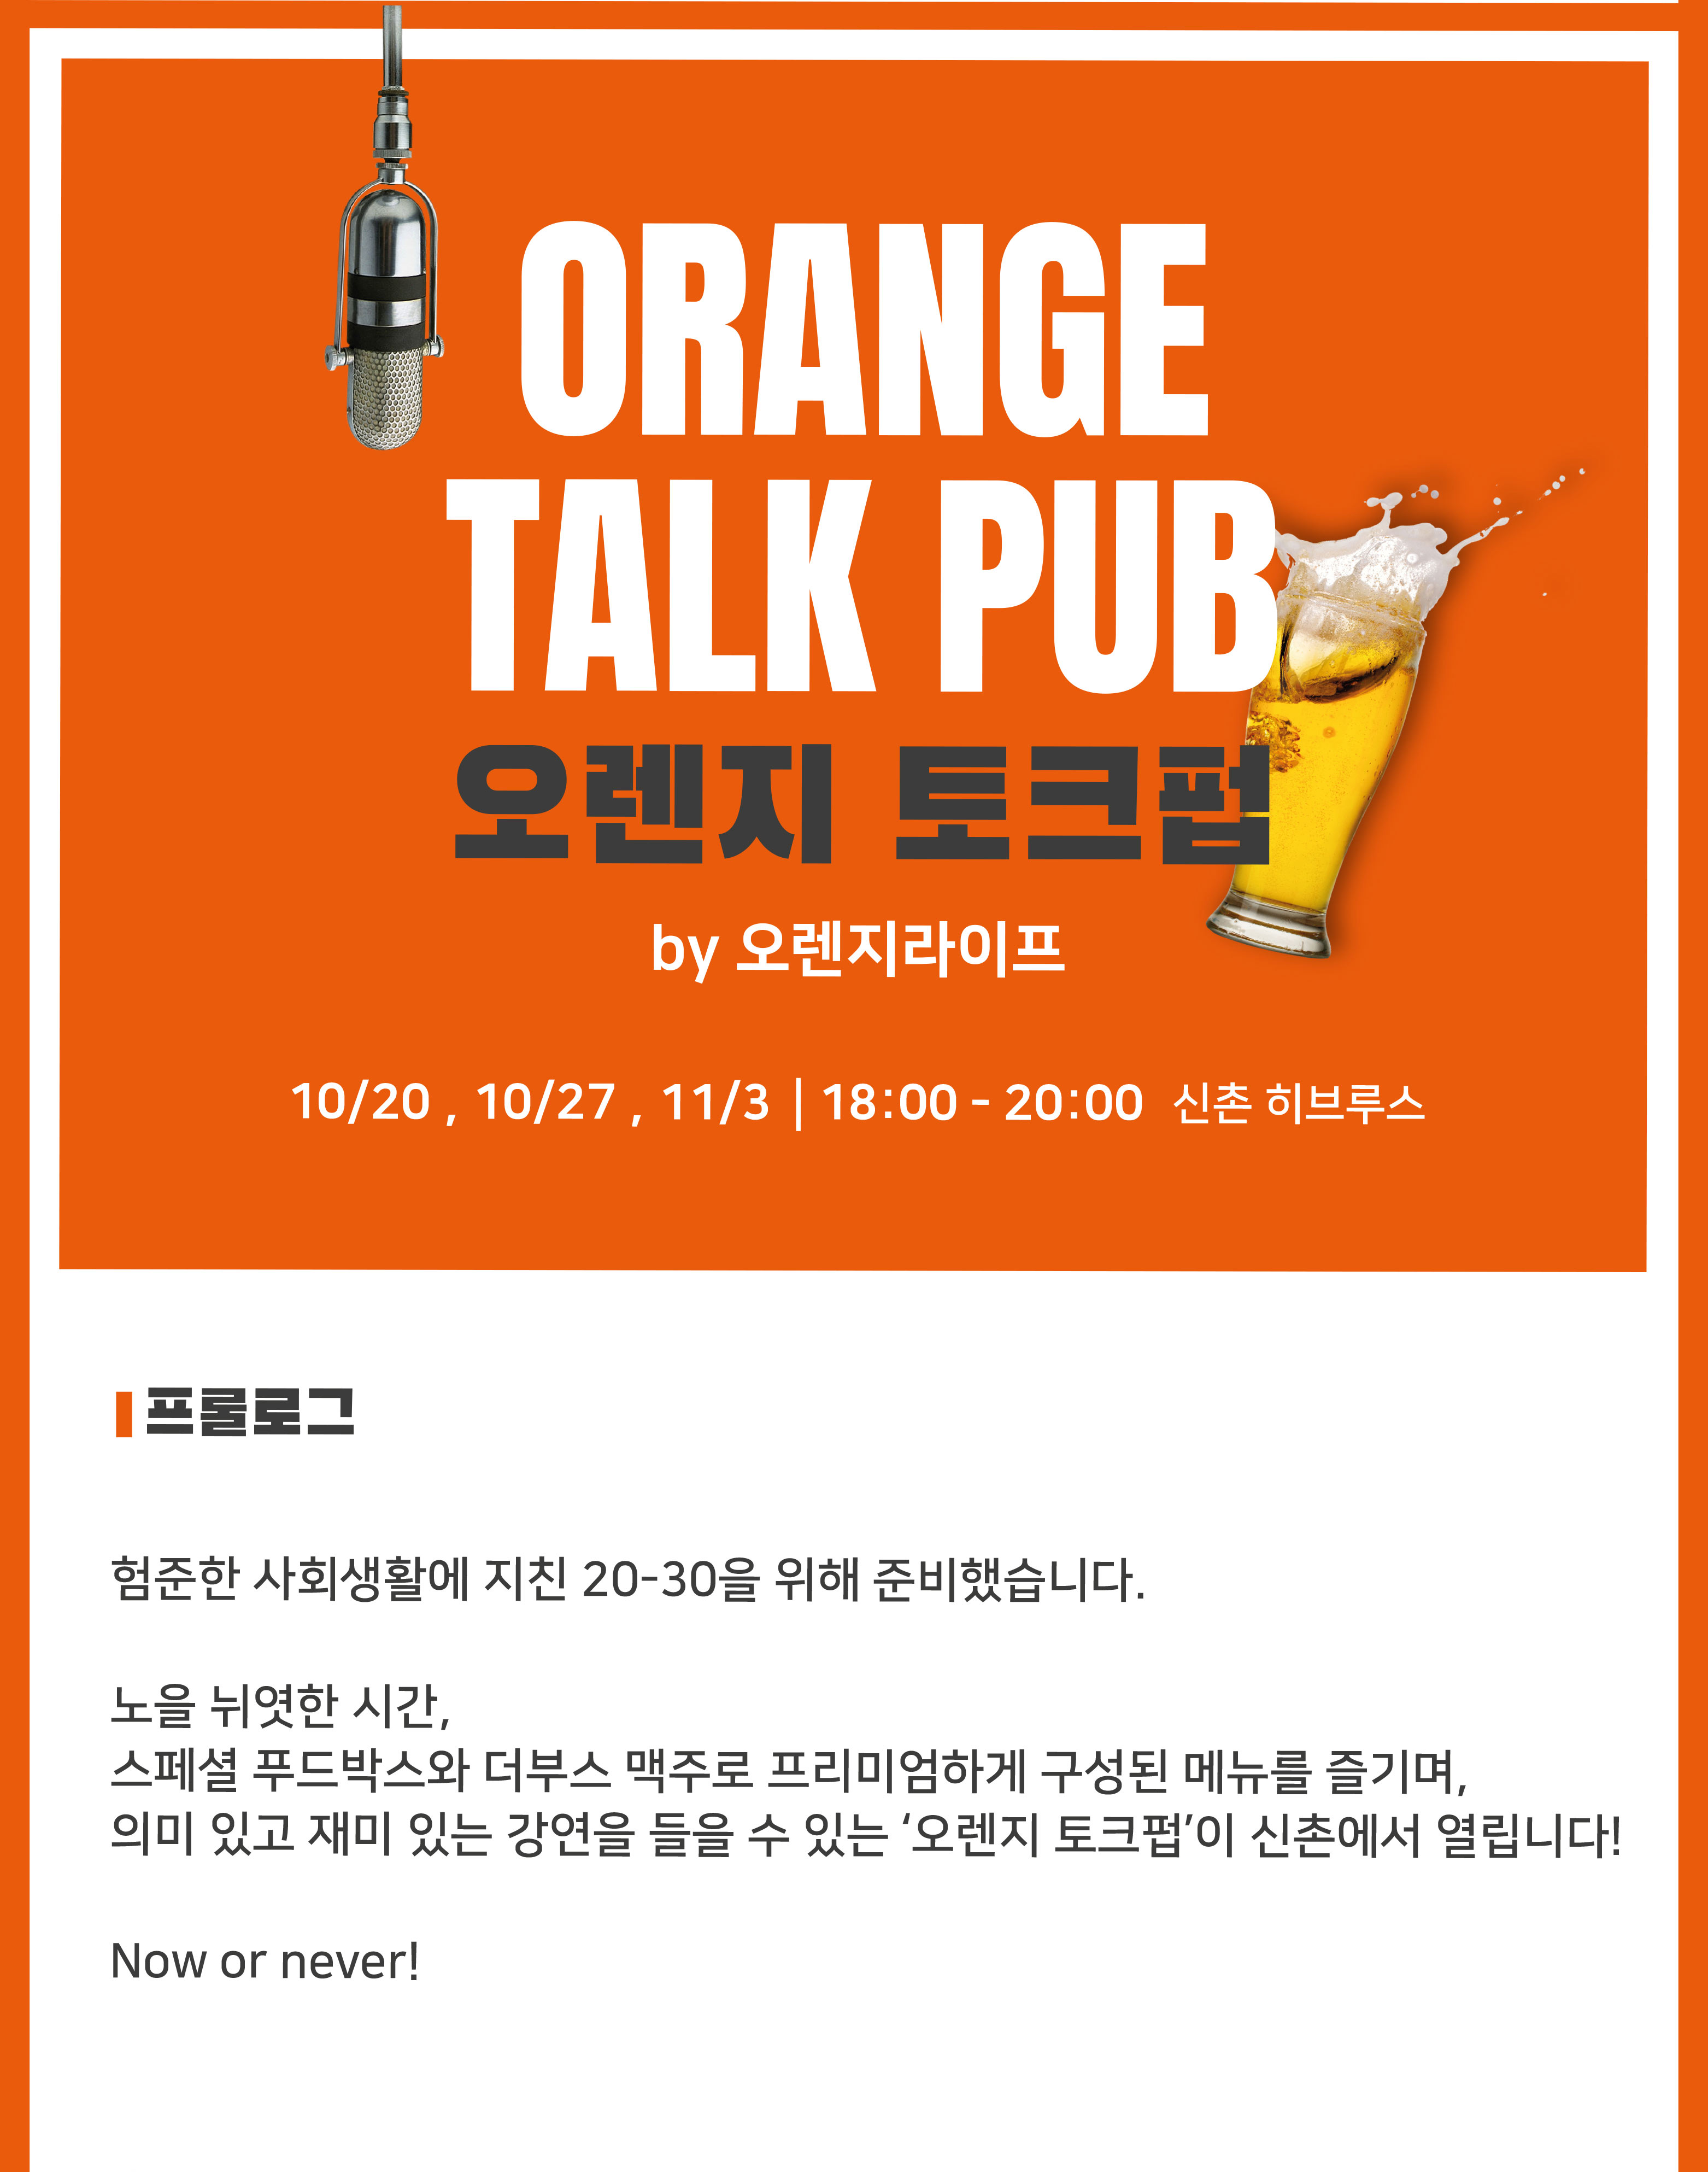 ORANGE
TALK PUB
오렌지 토크펍
by 오렌지라이프
10/20 , 10/27 , 11/3 | 18:00 - 20:00 신촌 히브루스
프롤로그
험준한 사회생활에 지친 20-30을 위해 준비했습니다.
노을 뉘엿한 시간,
스페셜 푸드박스와 더부스 맥주로 프리미엄하게 구성된 메뉴를 즐기며,
의미 있고 재미 있는 강연을 들을 수 있는 ‘오렌지 토크펍’이 신촌에서 열립니다!
Now or never!